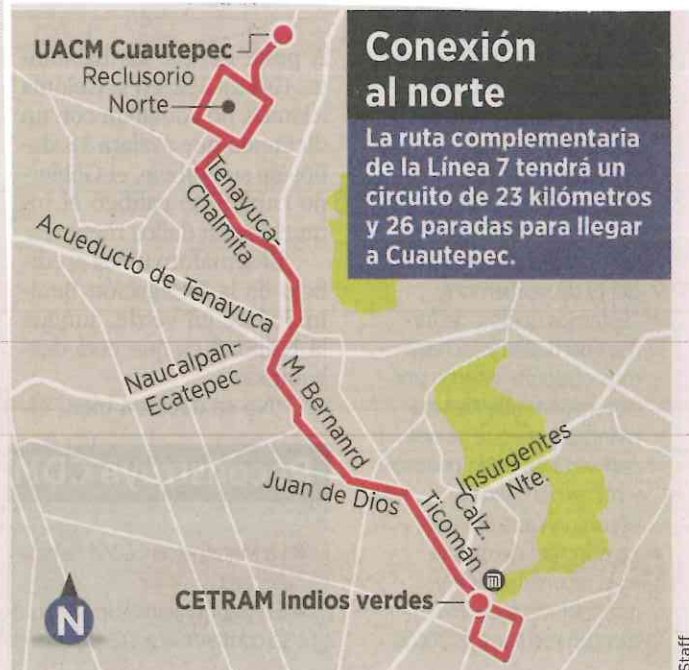 Conexión
al norte
La ruta complementaria
de la Línea 7 tendrá un
circuito de 23 kilómetros
y 26 paradas para llegar
a Cuautepec.
UACM Cuautepec
Reclusorio
Norte
Tenayuca-
Chalmita
Acueducto de Tenayuca
Naucalpan-
Ecatepec
M. Bernanrd
Juan de Dios
Insurgentes
Nte.
Calz.
Ticomán
CETRAM Indios verdes
N
Staff